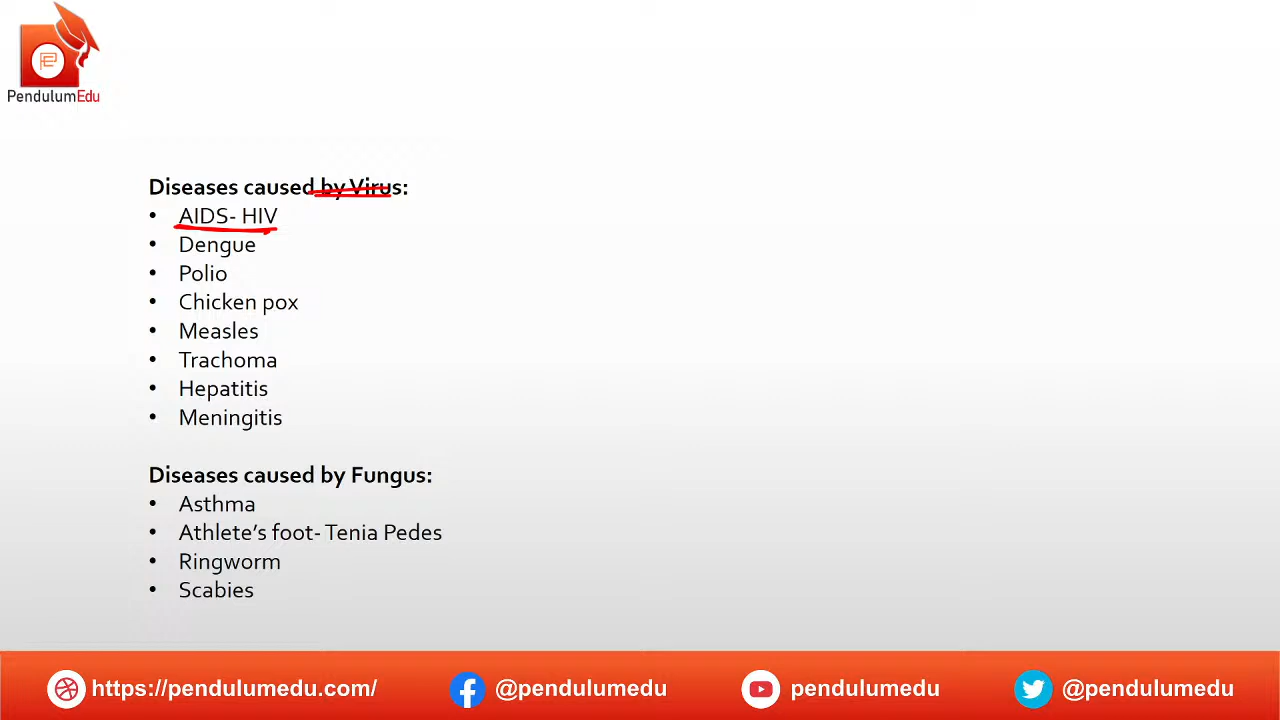 PendulumEdu
Diseases caused by Virus:
• AIDS- HIV
• Dengue
• Polio
• Chicken pox
• Measles
• Trachoma
• Hepatitis
• Meningitis
Diseases caused by Fungus:
• Asthma
• Athlete's foot- Tenia Pedes
• Ringworm
• Scabies
https://pendulumedu.com/ @pendulumedu pendulumedu @pendulumedu